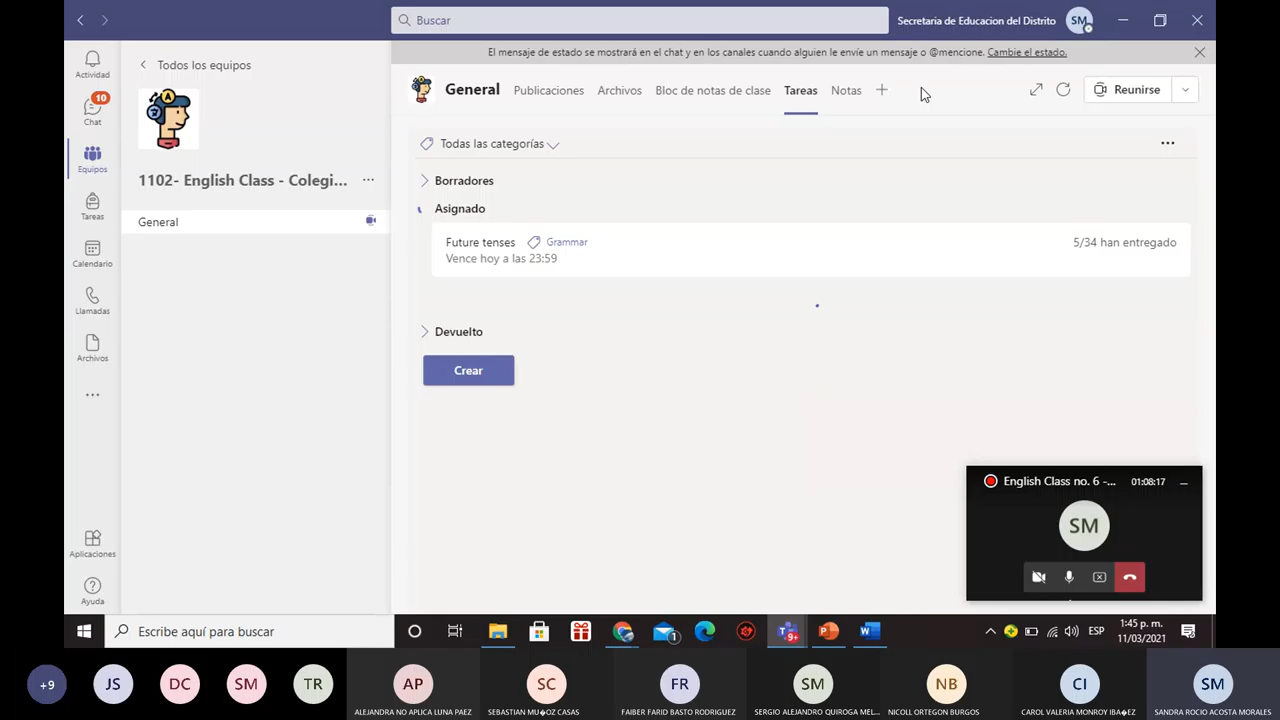 Buscar
Secretaria de Educacion del Distrito
SM
El mensaje de estado se mostrará en el chat y en los canales cuando alguien le envíe un mensaje o @mencione. Cambie el estado.
Actividad
10
Chat
Equipos
Tareas
Calendario
Llamadas
Archivos
Aplicaciones
Ayuda
Todos los equipos
1102- English Class - Colegi...
General
General
Publicaciones
Archivos
Bloc de notas de clase
Tareas
Notas
Reunirse
Todas las categorías
Borradores
Asignado
Future tenses
Grammar
5/34 han entregado
Vence hoy a las 23:59
Devuelto
Crear
English Class no. 6 -...
01:08:17
SM
Escribe aquí para buscar
1
9+
ESP
1:45 p. m.
11/03/2021
+9
JS
DC
SM
TR
AP
SC
FR
SM
NB
CI
SM
ALEJANDRA NO APLICA LUNA PAEZ
SEBASTIAN MU�OZ CASAS
FAIBER FARID BASTO RODRIGUEZ
SERGIO ALEJANDRO QUIROGA MEL...
NICOLL ORTEGON BURGOS
CAROL VALERIA MONROY IBA�EZ
SANDRA ROCIO ACOSTA MORALES